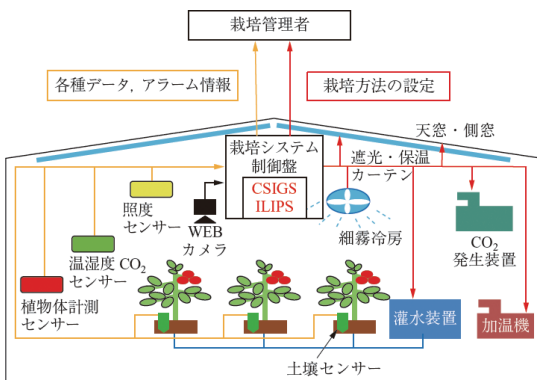 栽培管理者
各種データ，アラーム情報
栽培方法の設定
天窓・側窓
栽培システム
制御盤
CSIGS
ILIPS
遮光・保温
カーテン
照度
センサー
WEB
カメラ
細霧冷房
CO2
発生装置
温湿度 CO2
センサー
植物体計測
センサー
灌水装置
加温機
土壌センサー